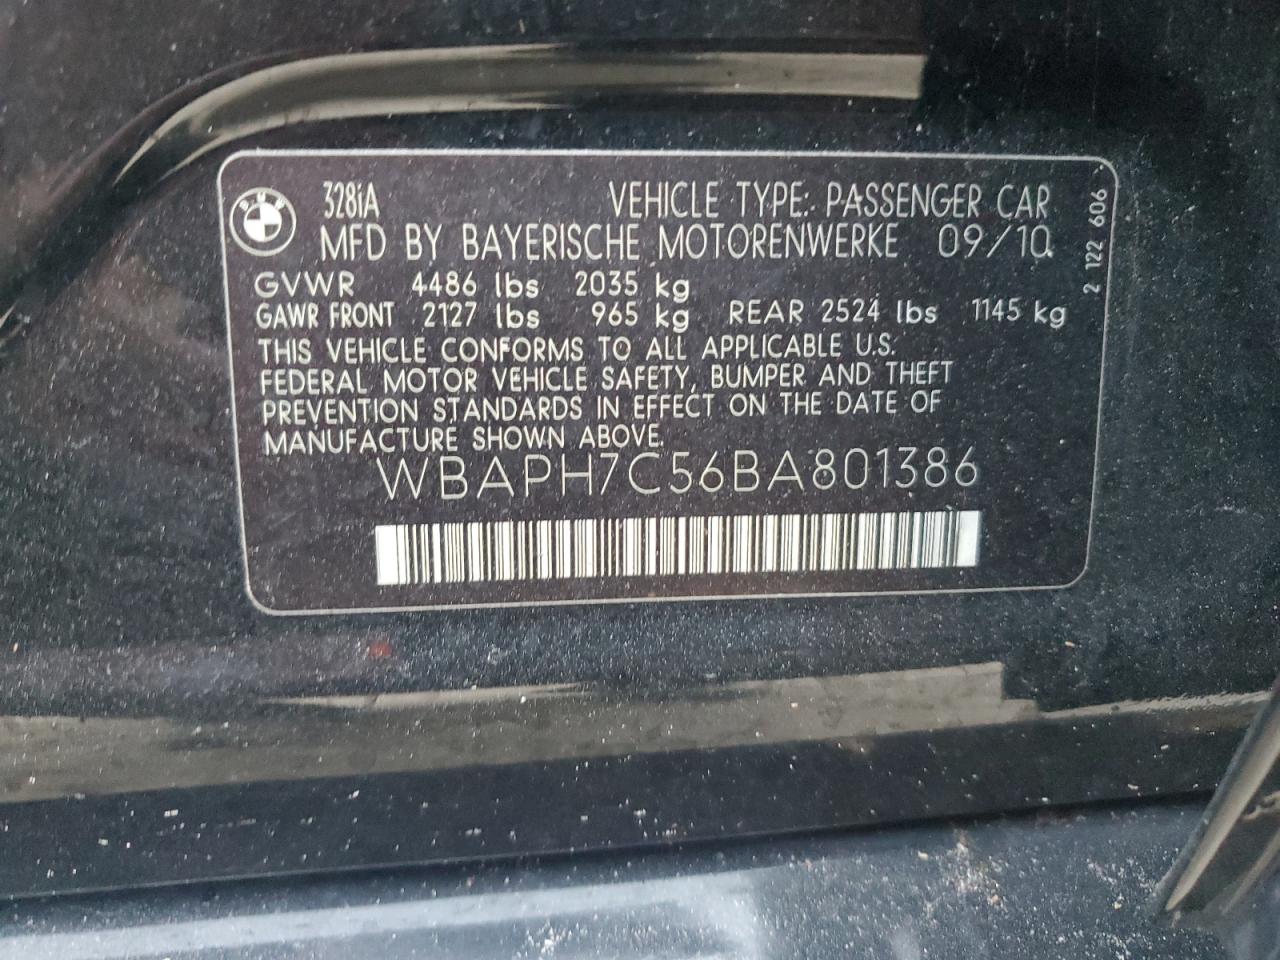 BMW
328iA VEHICLE TYPE: PASSENGER CAR
MFD BY BAYERISCHE MOTORENWERKE 09/10
GVWR 4486 lbs 2035 kg
GAWR FRONT 2127 lbs 965 kg REAR 2524 lbs 1145 kg
THIS VEHICLE CONFORMS TO ALL APPLICABLE U.S.
FEDERAL MOTOR VEHICLE SAFETY, BUMPER AND THEFT
PREVENTION STANDARDS IN EFFECT ON THE DATE OF
MANUFACTURE SHOWN ABOVE.
WBAPH7C56BA801386
2 122 606